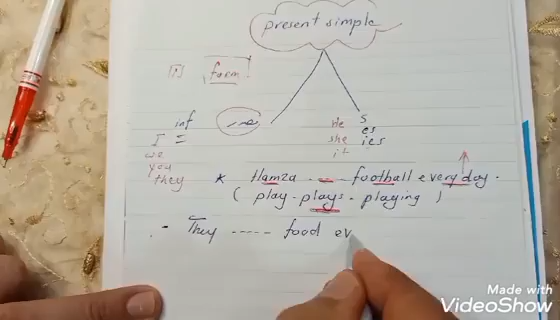 present simple
[1] form!
inf
I =
we
you
they
He
she
it
s
es
ies
* Hamza ---- football every day.
( play - plays - playing )
- They ----- food ev
Made with
VideoShow